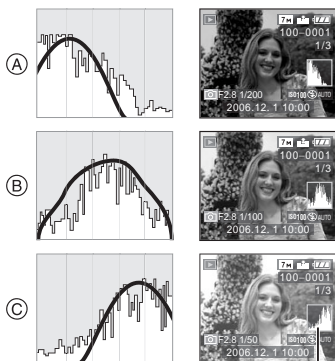 A
7M
100-0001
1/3
F2.8 1/200
ISO100
AUTO
2006.12. 1 10:00
B
7M
100-0001
1/3
F2.8 1/100
ISO100
AUTO
2006.12. 1 10:00
C
7M
100-0001
1/3
F2.8 1/50
ISO100
AUTO
2006.12. 1 10:00